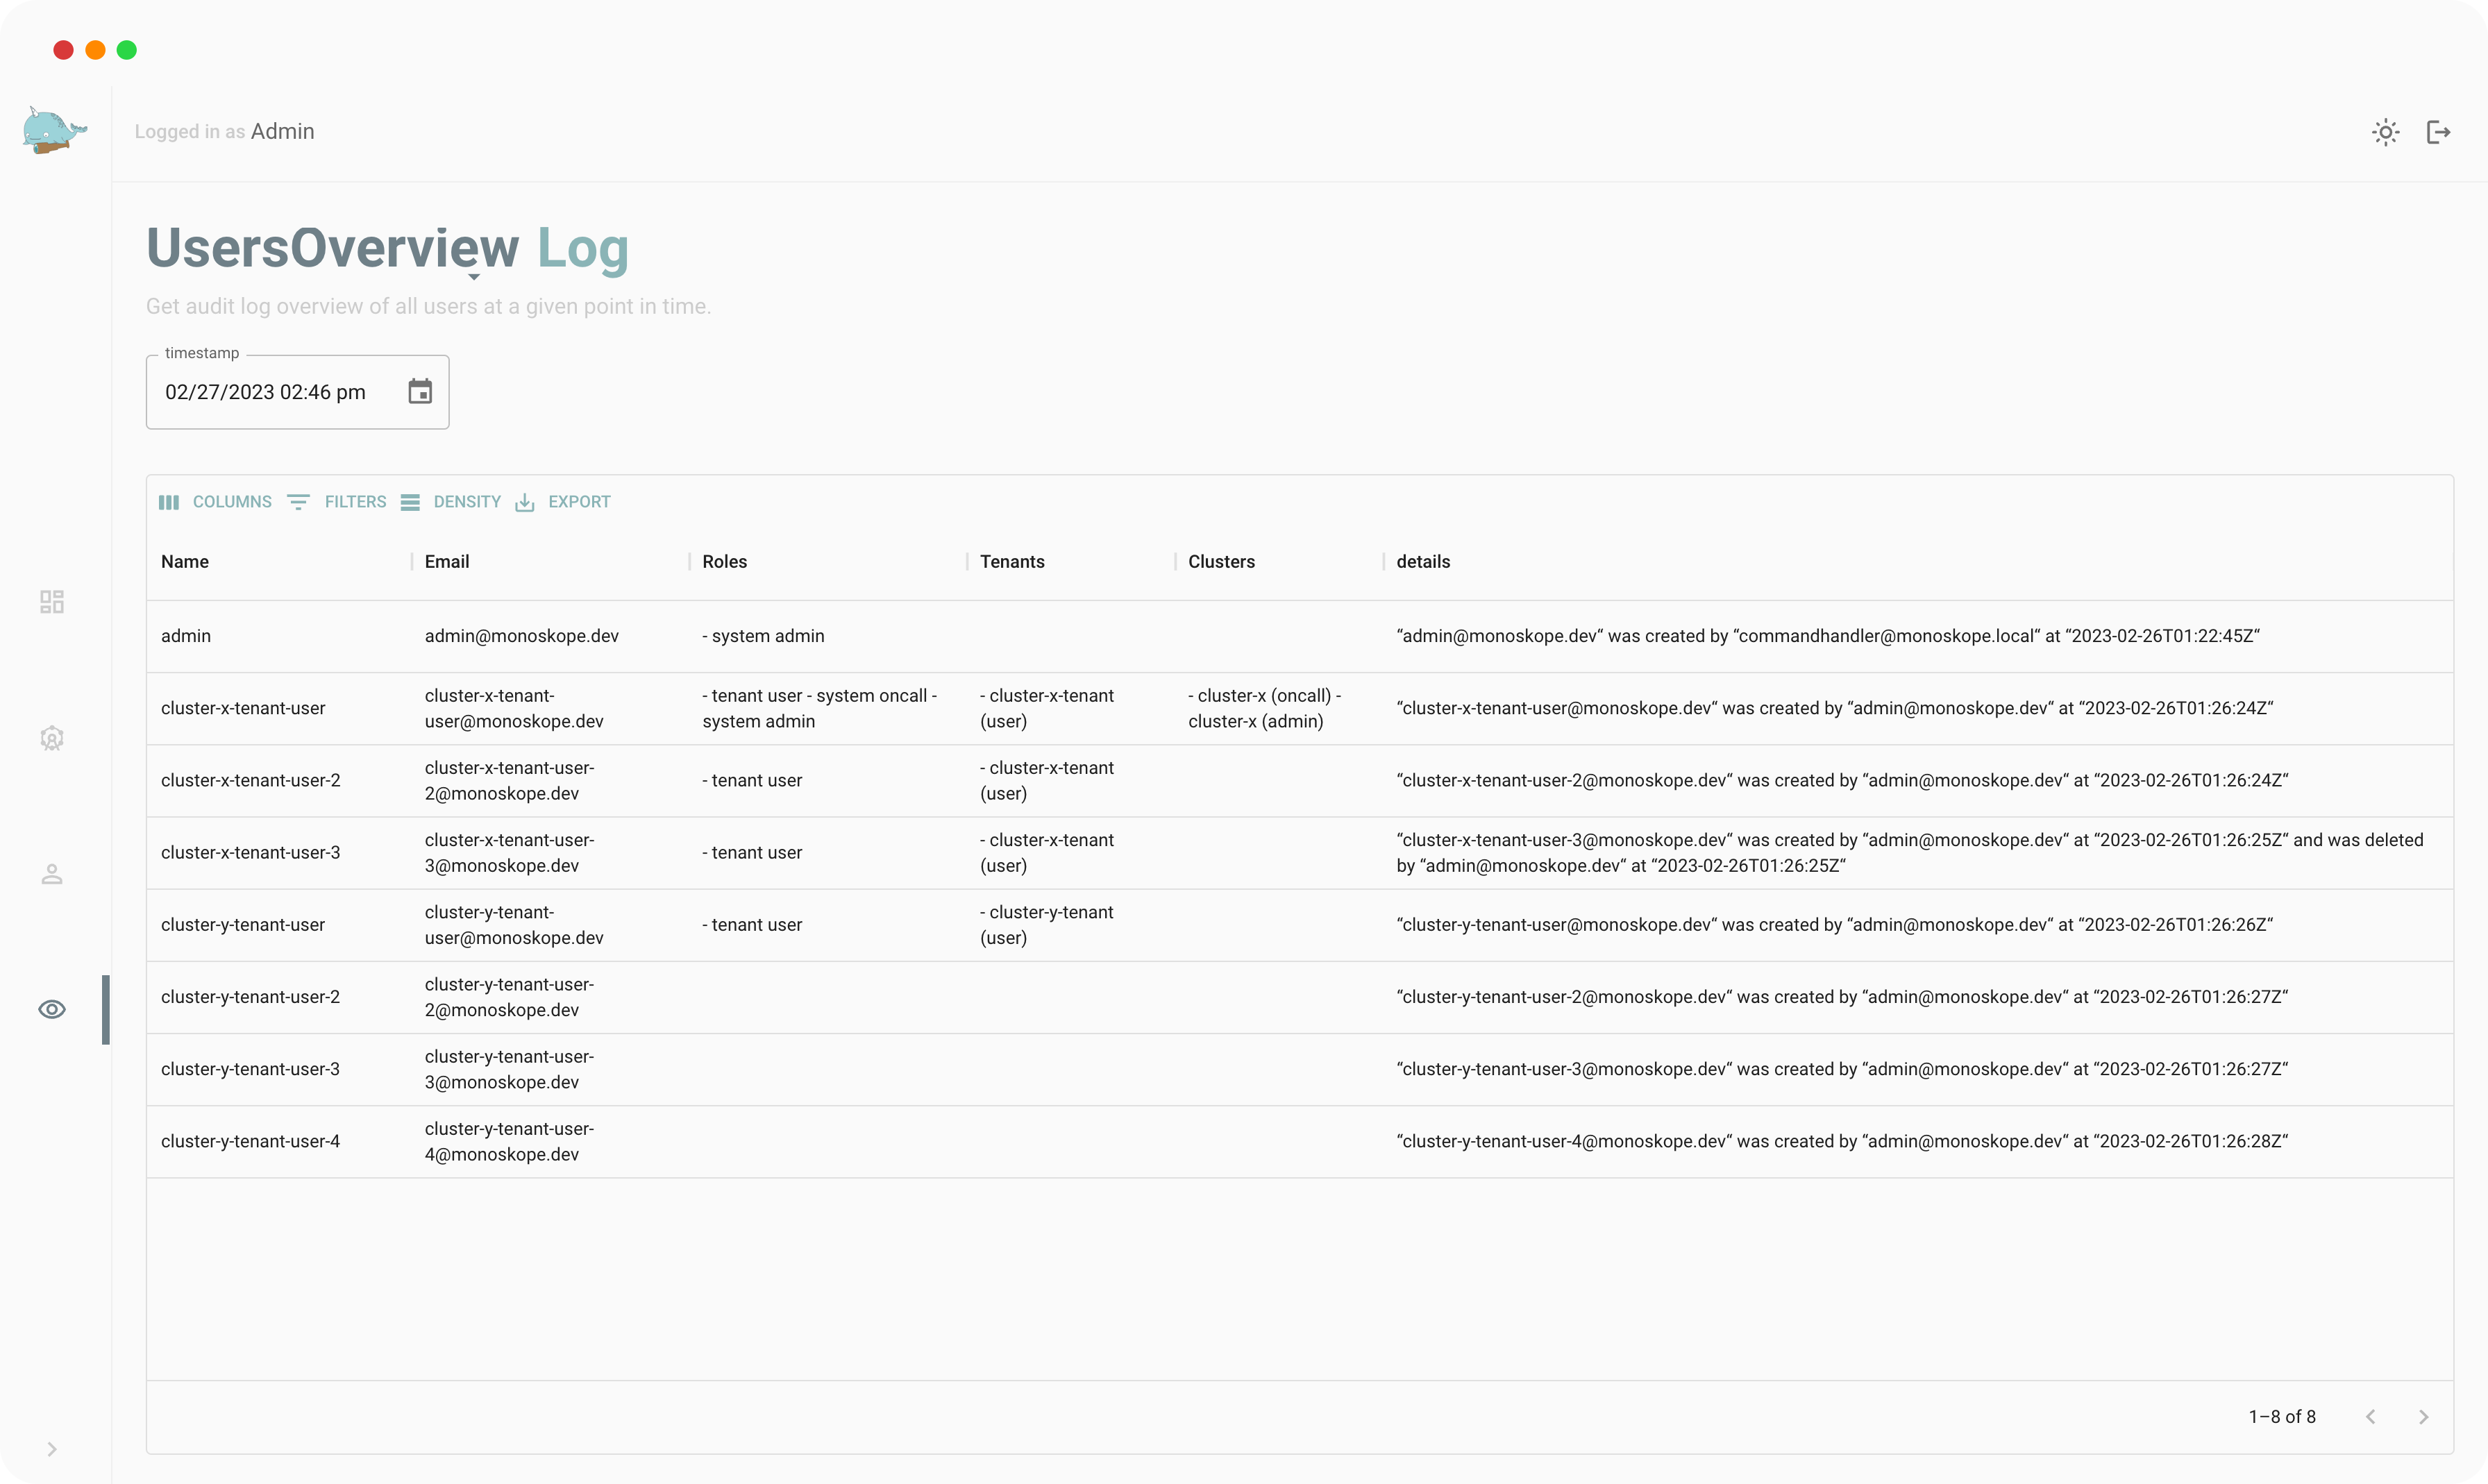 Logged in as Admin
UsersOverview Log
Get audit log overview of all users at a given point in time.
timestamp
02/27/2023 02:46 pm
COLUMNS FILTERS DENSITY EXPORT
Name Email Roles Tenants Clusters details
admin admin@monoskope.dev - system admin “admin@monoskope.dev“ was created by “commandhandler@monoskope.local“ at “2023-02-26T01:22:45Z“
cluster-x-tenant-user
cluster-x-tenant-
user@monoskope.dev
- tenant user - system oncall -
system admin
- cluster-x-tenant
(user)
- cluster-x (oncall) -
cluster-x (admin)
“cluster-x-tenant-user@monoskope.dev“ was created by “admin@monoskope.dev“ at “2023-02-26T01:26:24Z“
cluster-x-tenant-user-2
cluster-x-tenant-user-
2@monoskope.dev
- tenant user
- cluster-x-tenant
(user)
“cluster-x-tenant-user-2@monoskope.dev“ was created by “admin@monoskope.dev“ at “2023-02-26T01:26:24Z“
cluster-x-tenant-user-3
cluster-x-tenant-user-
3@monoskope.dev
- tenant user
- cluster-x-tenant
(user)
“cluster-x-tenant-user-3@monoskope.dev“ was created by “admin@monoskope.dev“ at “2023-02-26T01:26:25Z“ and was deleted
by “admin@monoskope.dev“ at “2023-02-26T01:26:25Z“
cluster-y-tenant-user
cluster-y-tenant-
user@monoskope.dev
- tenant user
- cluster-y-tenant
(user)
“cluster-y-tenant-user@monoskope.dev“ was created by “admin@monoskope.dev“ at “2023-02-26T01:26:26Z“
cluster-y-tenant-user-2
cluster-y-tenant-user-
2@monoskope.dev
“cluster-y-tenant-user-2@monoskope.dev“ was created by “admin@monoskope.dev“ at “2023-02-26T01:26:27Z“
cluster-y-tenant-user-3
cluster-y-tenant-user-
3@monoskope.dev
“cluster-y-tenant-user-3@monoskope.dev“ was created by “admin@monoskope.dev“ at “2023-02-26T01:26:27Z“
cluster-y-tenant-user-4
cluster-y-tenant-user-
4@monoskope.dev
“cluster-y-tenant-user-4@monoskope.dev“ was created by “admin@monoskope.dev“ at “2023-02-26T01:26:28Z“
1–8 of 8